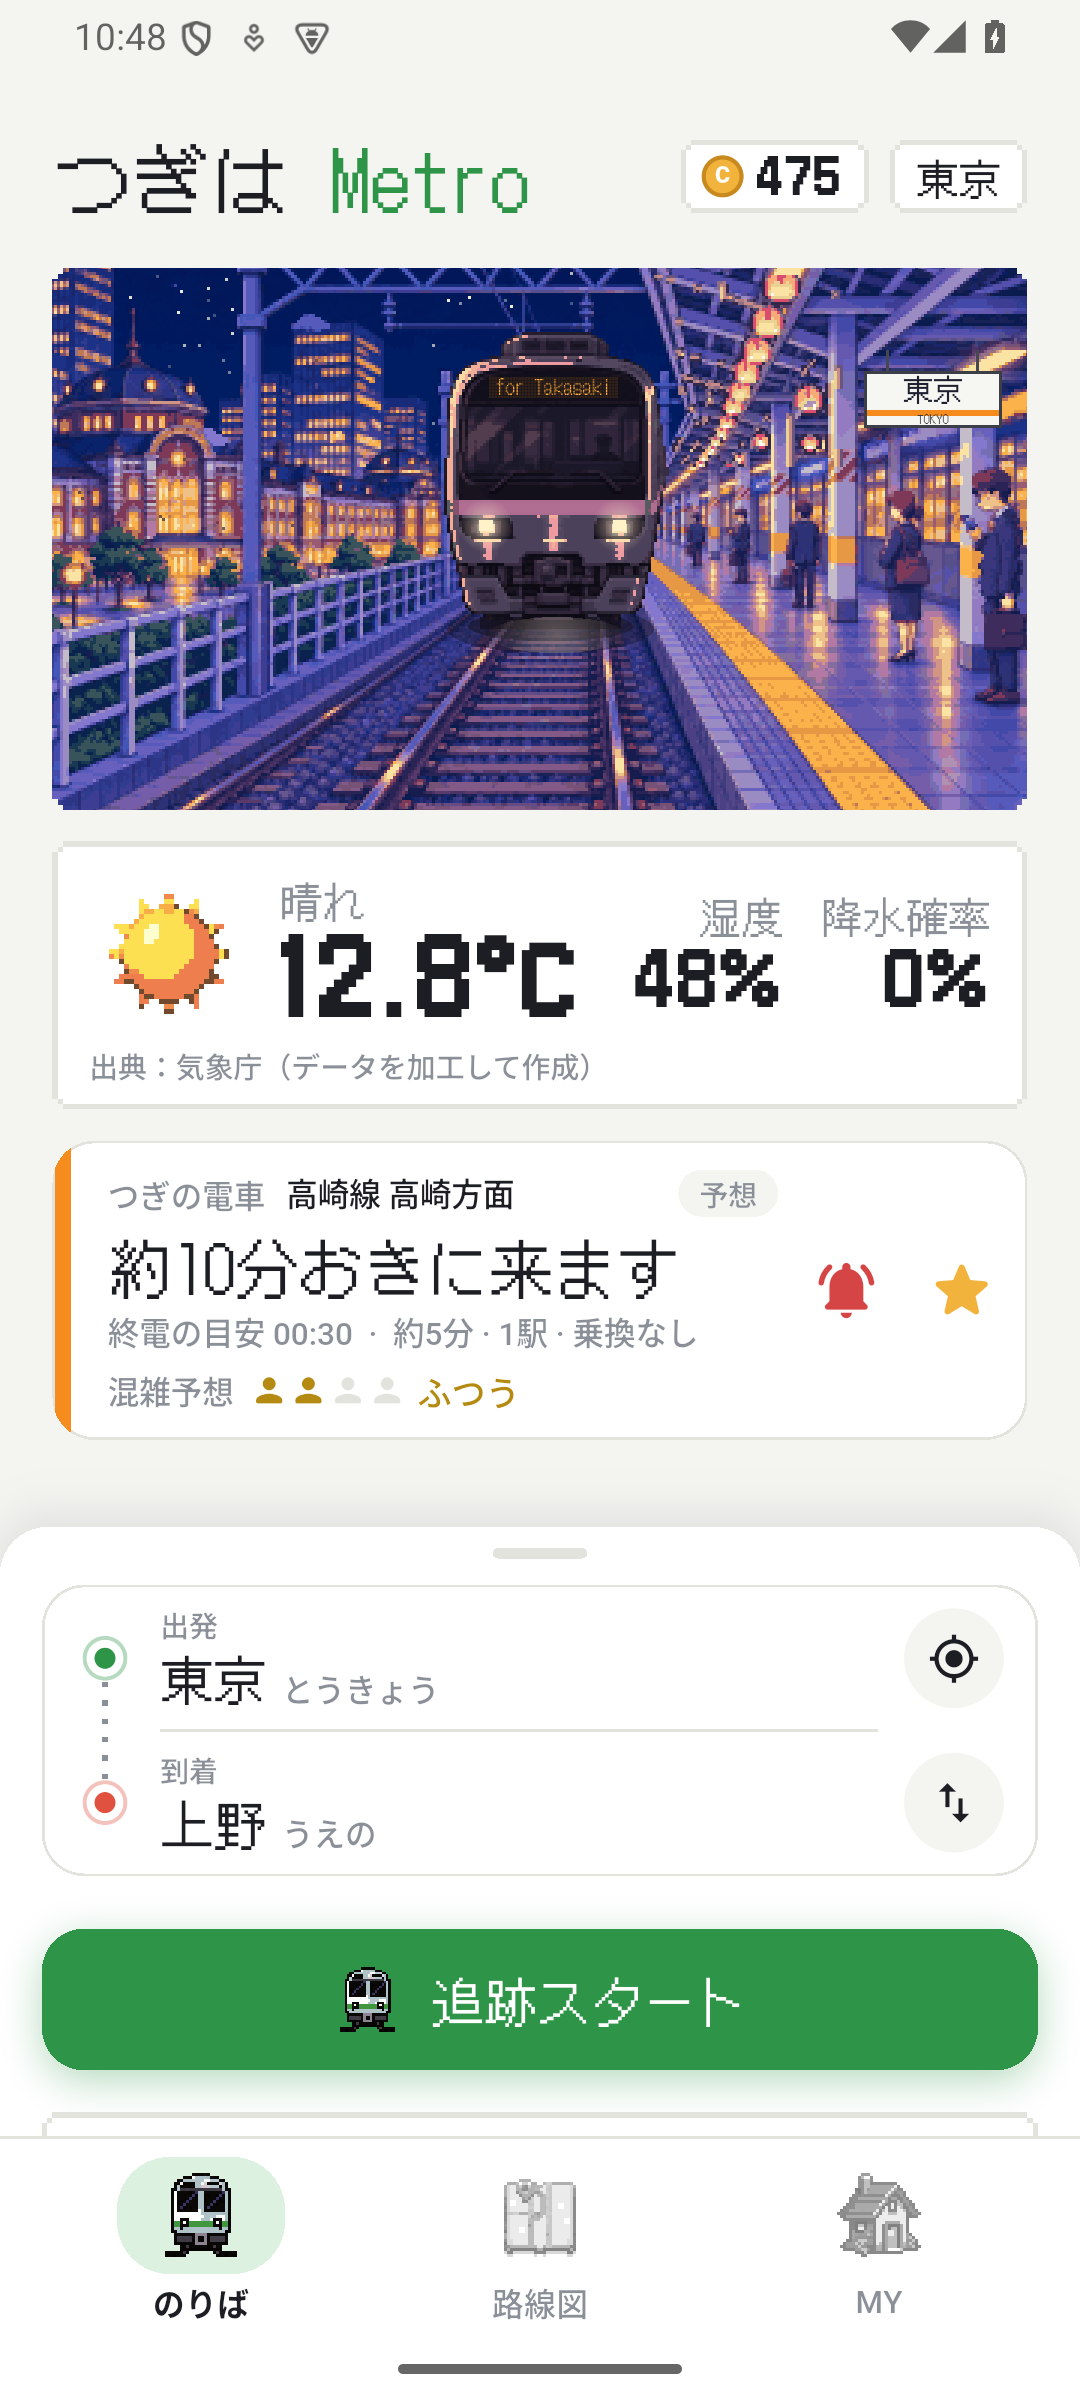 10:48
つぎは Metro
C 475
東京
for Takasaki
東京
TOKYO
晴れ
12.8℃
湿度
48%
降水確率
0%
出典：気象庁（データを加工して作成）
つぎの電車 高崎線 高崎方面 予想
約10分おきに来ます
終電の目安 00:30 · 約5分 · 1駅 · 乗換なし
混雑予想 ふつう
出発
東京 とうきょう
到着
上野 うえの
追跡スタート
のりば
路線図
MY